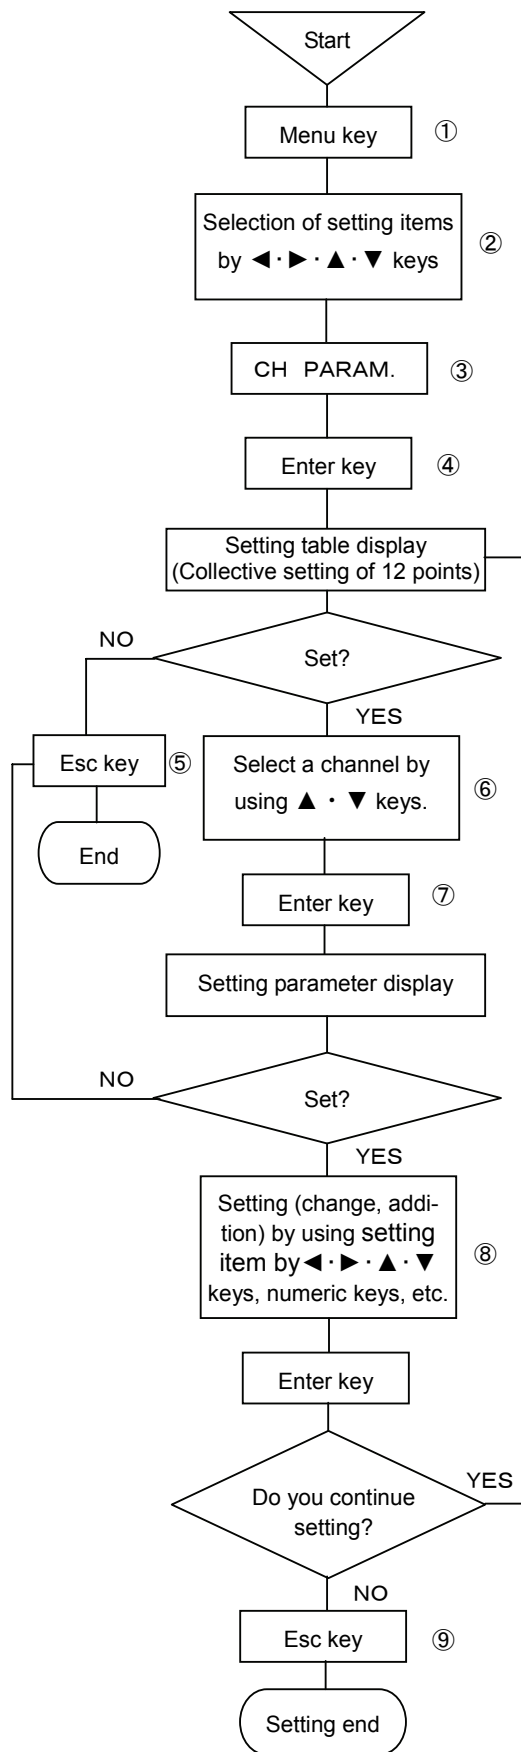 Start
Menu key ①
Selection of setting items
by ◄・►・▲・▼ keys ②
CH PARAM. ③
Enter key ④
Setting table display
(Collective setting of 12 points)
NO
Set?
YES
Esc key ⑤
Select a channel by
using ▲・▼ keys. ⑥
End
Enter key ⑦
Setting parameter display
NO
Set?
YES
Setting (change, addi-
tion) by using setting
item by◄・►・▲・▼ ⑧
keys, numeric keys, etc.
Enter key
YES
Do you continue
setting?
NO
Esc key ⑨
Setting end